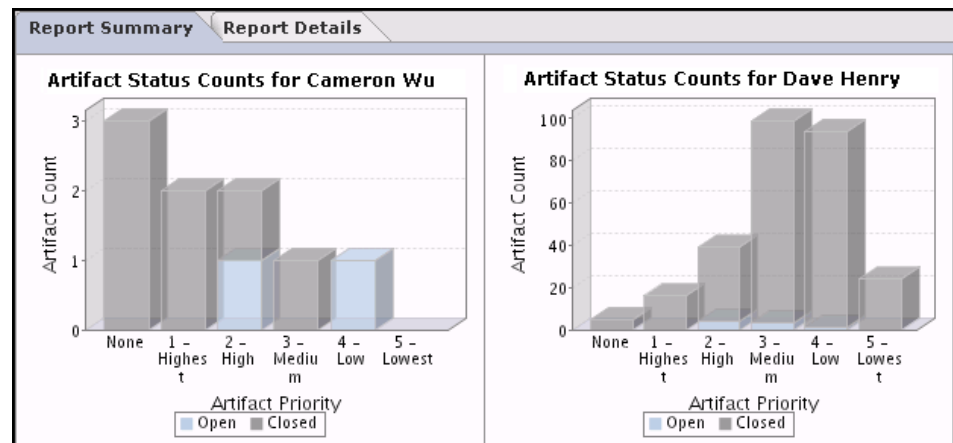 Report Summary
Report Details
Artifact Status Counts for Cameron Wu
3
2
1
0
Artifact Count
None
1 –
Highes
t
2 –
High
3 –
Mediu
m
4 –
Low
5 –
Lowest
Artifact Priority
Open
Closed
Artifact Status Counts for Dave Henry
100
80
60
40
20
0
Artifact Count
None
1 –
Highes
t
2 –
High
3 –
Mediu
m
4 –
Low
5 –
Lowes
t
Artifact Priority
Open
Closed